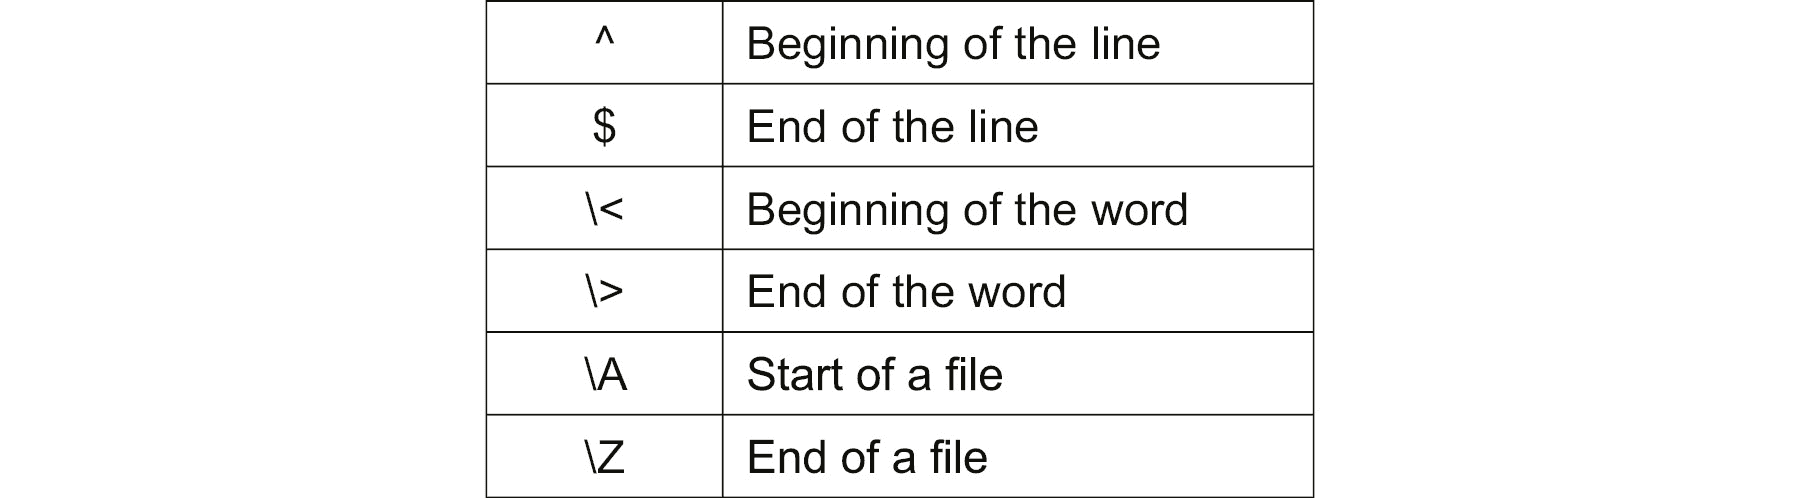 ^ Beginning of the line
$ End of the line
\< Beginning of the word
\> End of the word
\A Start of a file
\Z End of a file